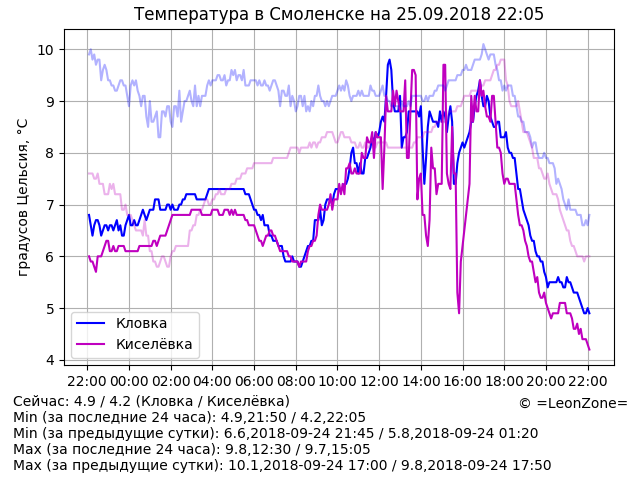 Температура в Смоленске на 25.09.2018 22:05
градусов Цельсия, °C
10
9
8
7
6
5
4
Кловка
Киселёвка
22:00 00:00 02:00 04:00 06:00 08:00 10:00 12:00 14:00 16:00 18:00 20:00 22:00
Сейчас: 4.9 / 4.2 (Кловка / Киселёвка)
© =LeonZone=
Min (за последние 24 часа): 4.9,21:50 / 4.2,22:05
Min (за предыдущие сутки): 6.6,2018-09-24 21:45 / 5.8,2018-09-24 01:20
Max (за последние 24 часа): 9.8,12:30 / 9.7,15:05
Max (за предыдущие сутки): 10.1,2018-09-24 17:00 / 9.8,2018-09-24 17:50